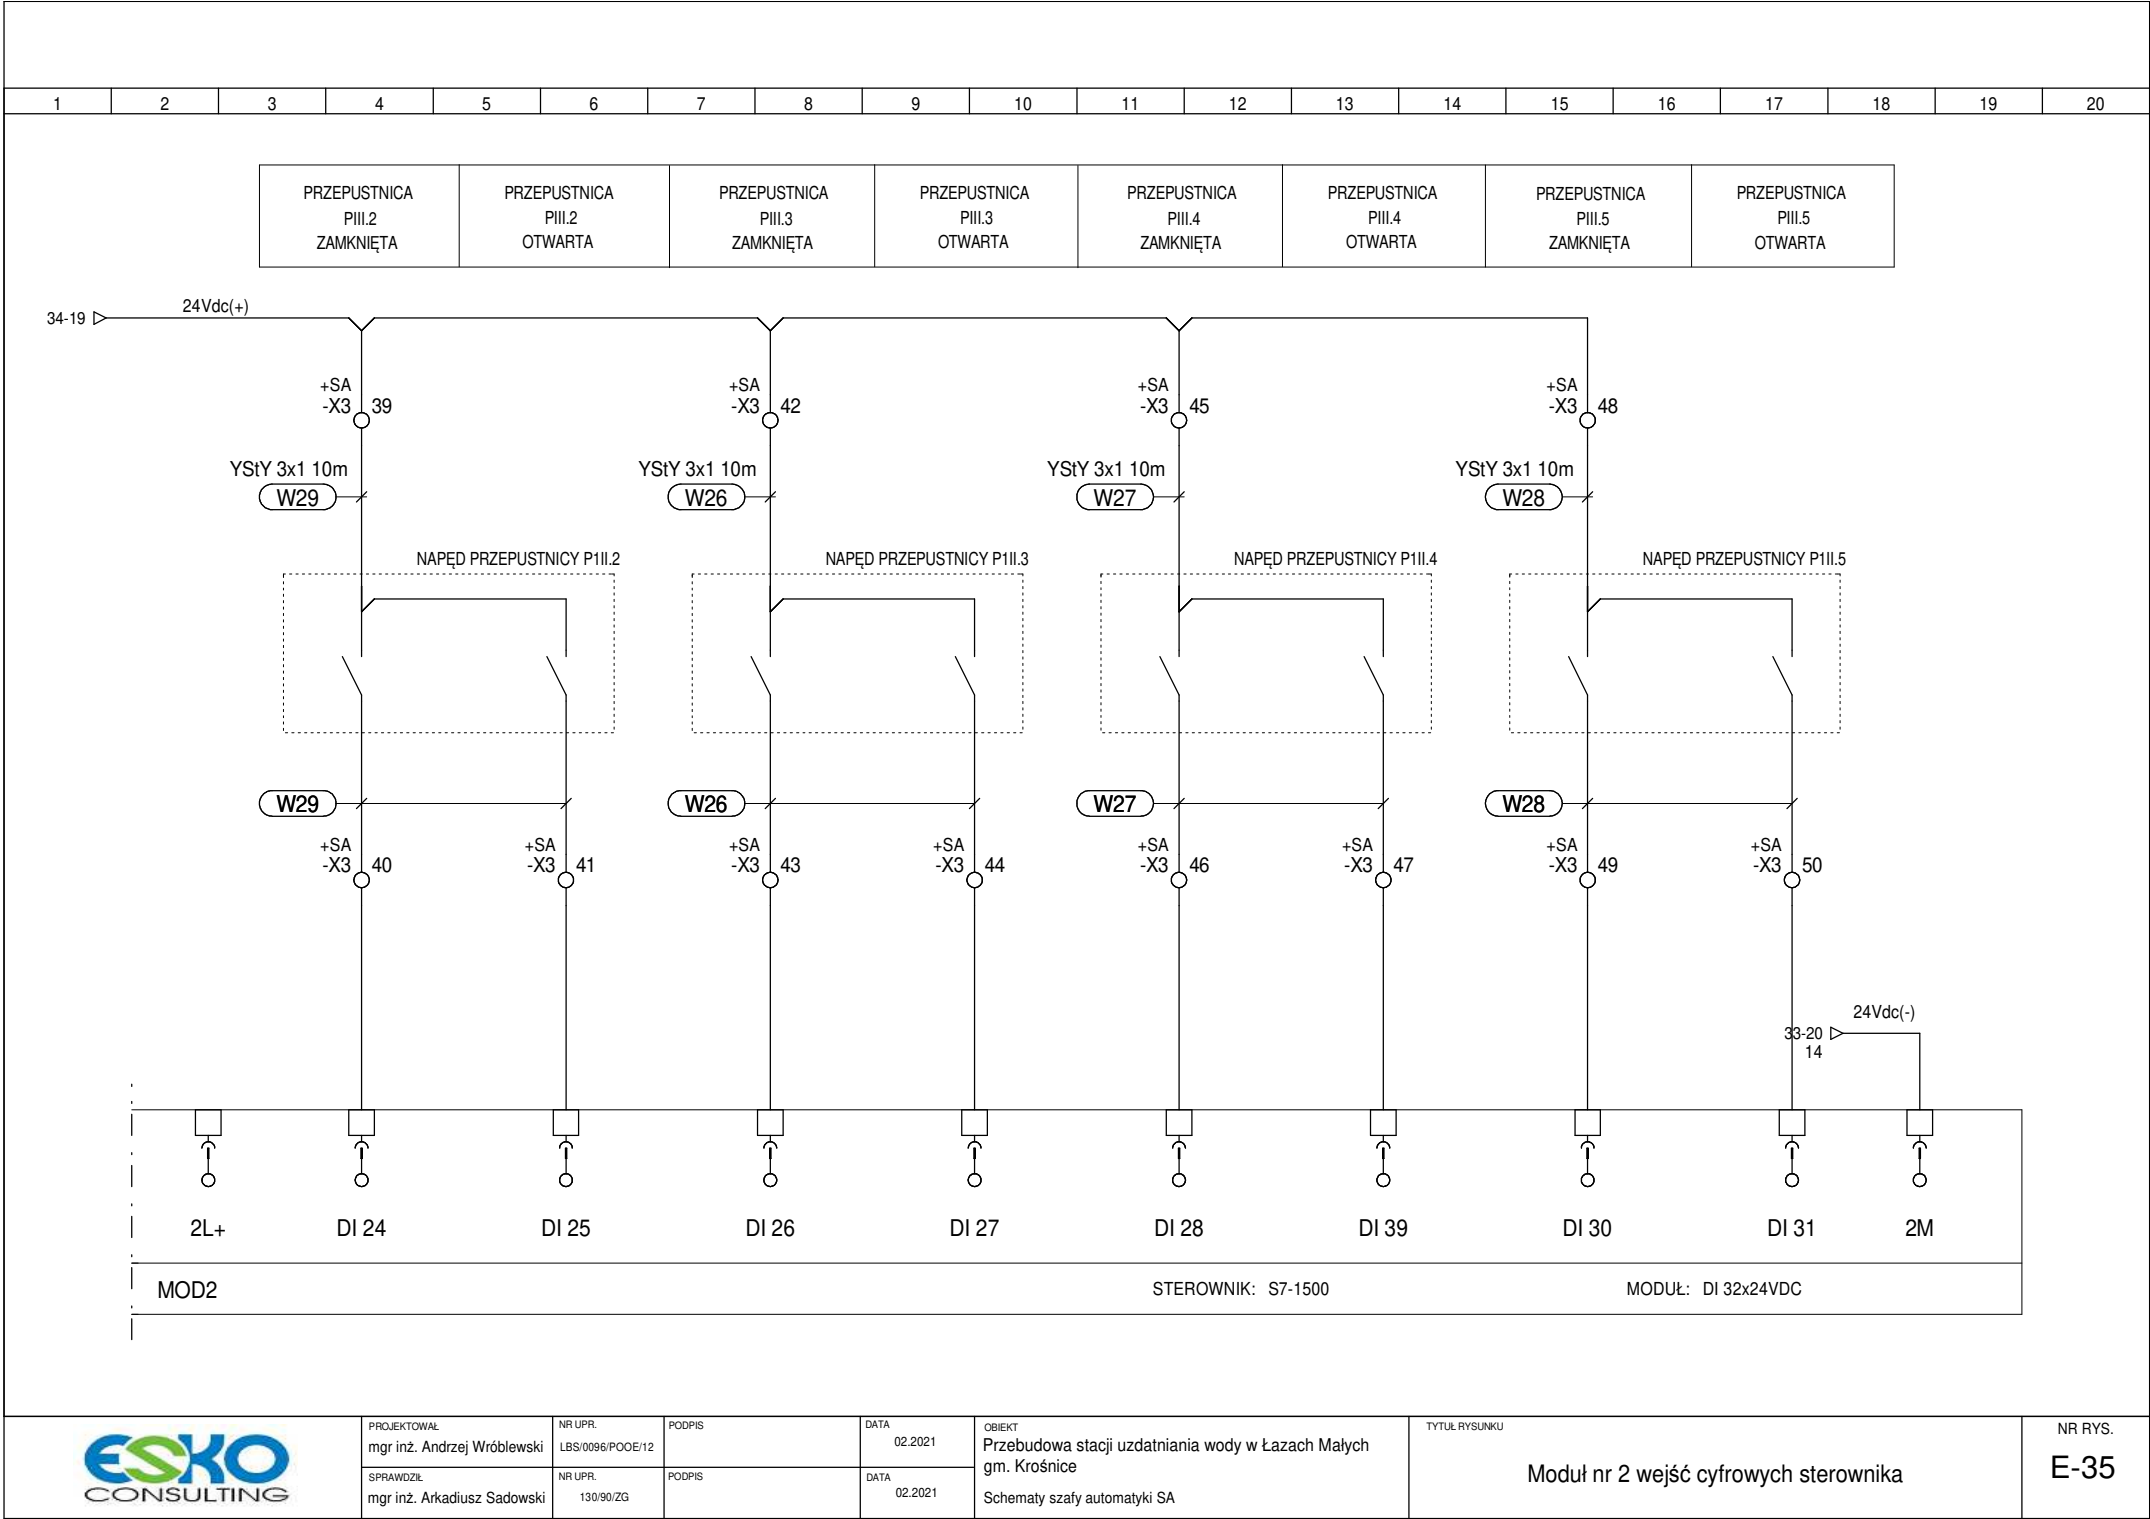 1 2 3 4 5 6 7 8 9 10 11 12 13 14 15 16 17 18 19 20
PRZEPUSTNICA
PIII.2
ZAMKNIĘTA
PRZEPUSTNICA
PIII.2
OTWARTA
PRZEPUSTNICA
PIII.3
ZAMKNIĘTA
PRZEPUSTNICA
PIII.3
OTWARTA
PRZEPUSTNICA
PIII.4
ZAMKNIĘTA
PRZEPUSTNICA
PIII.4
OTWARTA
PRZEPUSTNICA
PIII.5
ZAMKNIĘTA
PRZEPUSTNICA
PIII.5
OTWARTA
34-19
24Vdc(+)
+SA
-X3 39
+SA
-X3 42
+SA
-X3 45
+SA
-X3 48
YStY 3x1 10m
W29
YStY 3x1 10m
W26
YStY 3x1 10m
W27
YStY 3x1 10m
W28
NAPĘD PRZEPUSTNICY P1II.2
NAPĘD PRZEPUSTNICY P1II.3
NAPĘD PRZEPUSTNICY P1II.4
NAPĘD PRZEPUSTNICY P1II.5
W29
W26
W27
W28
+SA
-X3 40
+SA
-X3 41
+SA
-X3 43
+SA
-X3 44
+SA
-X3 46
+SA
-X3 47
+SA
-X3 49
+SA
-X3 50
24Vdc(-)
33-20
14
2L+ DI 24 DI 25 DI 26 DI 27 DI 28 DI 39 DI 30 DI 31 2M
MOD2 STEROWNIK: S7-1500 MODUŁ: DI 32x24VDC
ESKO
CONSULTING
PROJEKTOWAŁ
mgr inż. Andrzej Wróblewski
NR UPR.
LBS/0096/POOE/12
PODPIS
DATA
02.2021
SPRAWDZIŁ
mgr inż. Arkadiusz Sadowski
NR UPR.
130/90/ZG
PODPIS
DATA
02.2021
OBIEKT
Przebudowa stacji uzdatniania wody w Łazach Małych
gm. Krośnice
Schematy szafy automatyki SA
TYTUŁ RYSUNKU
Moduł nr 2 wejść cyfrowych sterownika
NR RYS.
E-35